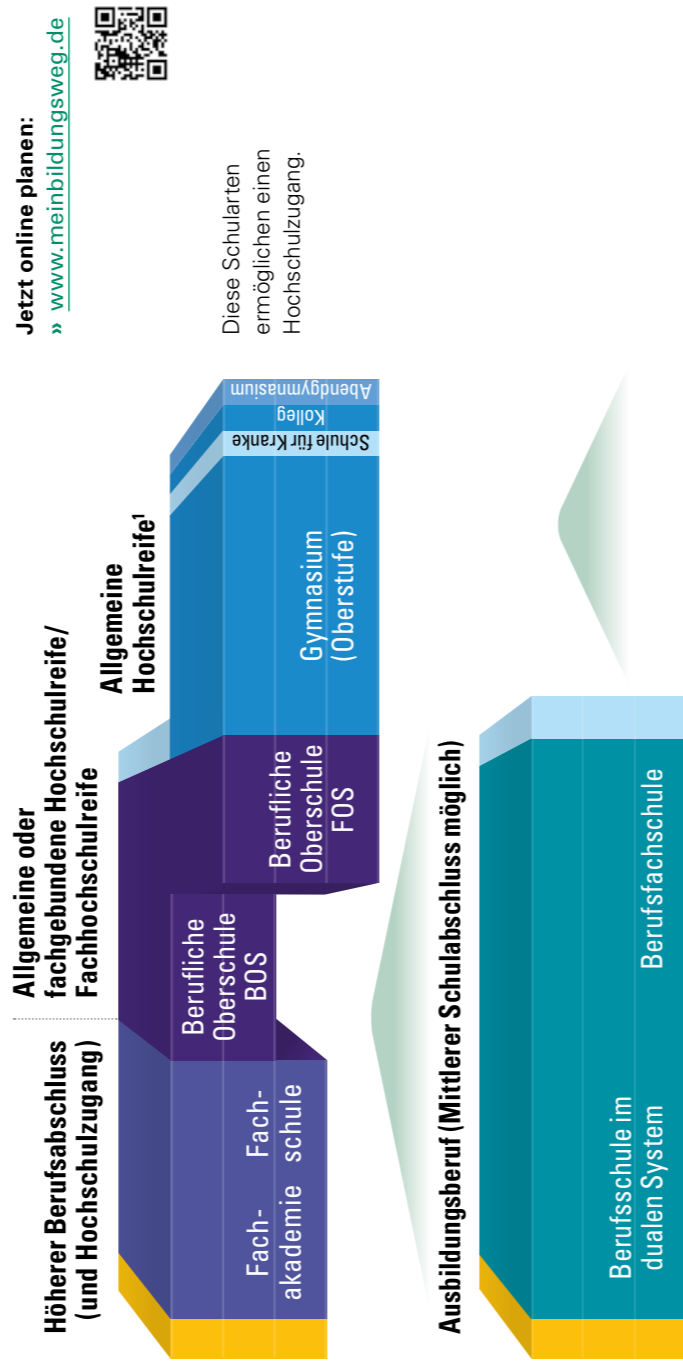 Jetzt online planen:
» www.meinbildungsweg.de
Diese Schularten
ermöglichen einen
Hochschulzugang.
Höherer Berufsabschluss
(und Hochschulzugang)
Allgemeine oder
fachgebundene Hochschulreife/
Fachhochschulreife
Allgemeine
Hochschulreife¹
Fach-
akademie
Fach-
schule
Berufliche
Oberschule
BOS
Berufliche
Oberschule
FOS
Gymnasium
(Oberstufe)
Schule für Kranke
Kolleg
Abendgymnasium
Ausbildungsberuf (Mittlerer Schulabschluss möglich)
Berufsschule im
dualen System
Berufsfachschule